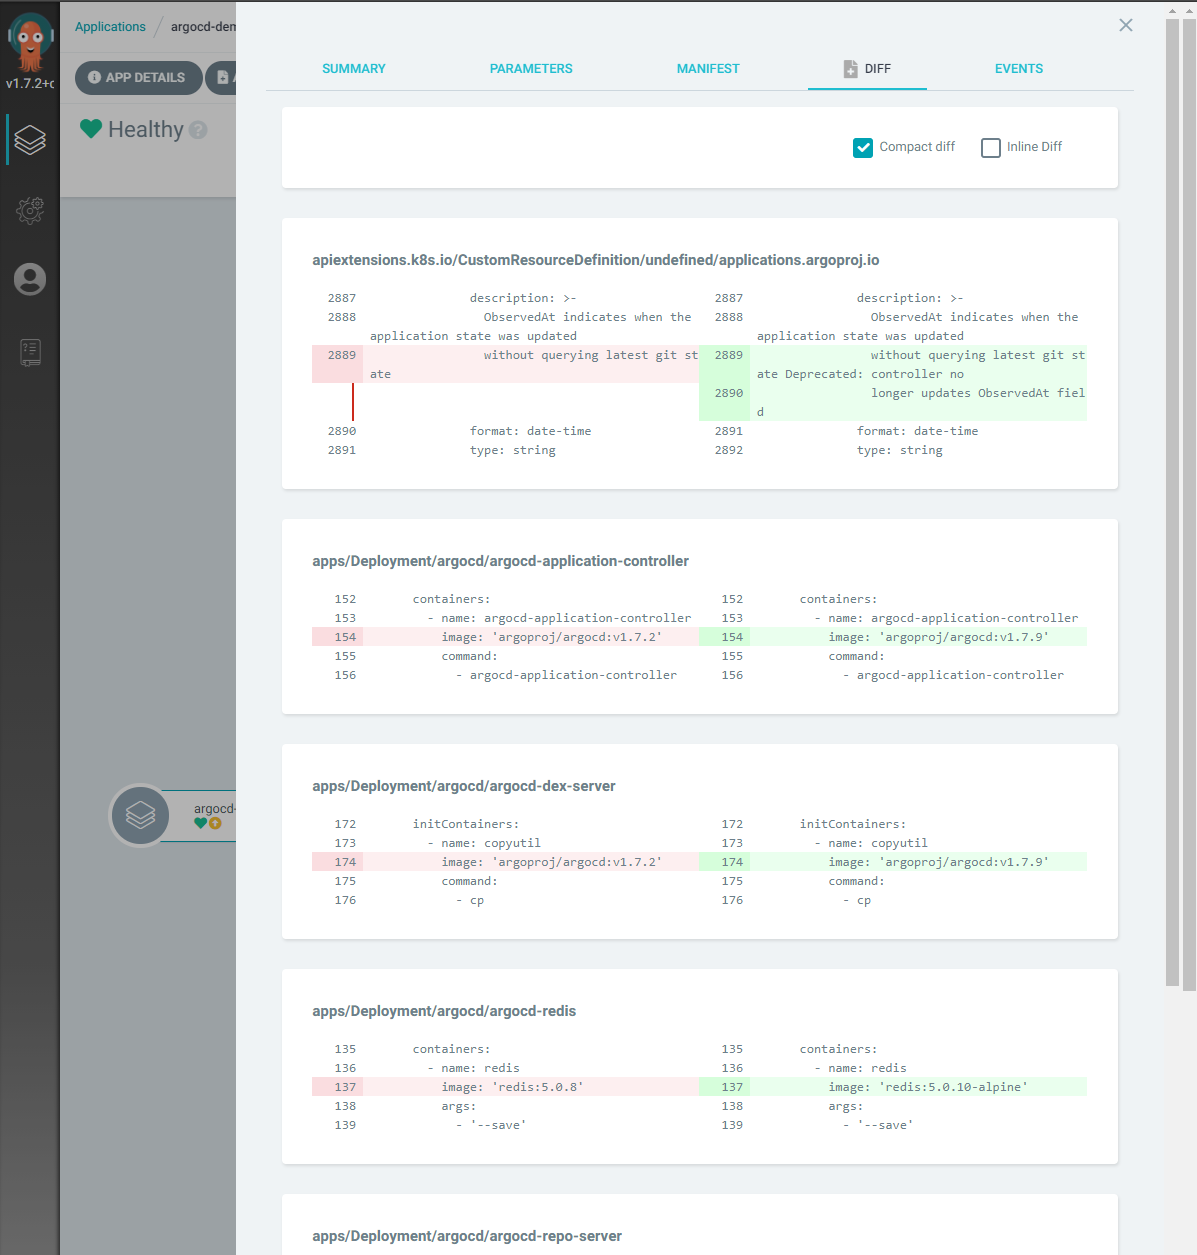 Applications / argocd-dem
v1.7.2+c
APP DETAILS
Healthy ?
argocd-
SUMMARY PARAMETERS MANIFEST DIFF EVENTS
Compact diff Inline Diff
apiextensions.k8s.io/CustomResourceDefinition/undefined/applications.argoproj.io
2887 description: >- 2887 description: >-
2888 ObservedAt indicates when the 2888 ObservedAt indicates when the
application state was updated application state was updated
2889 without querying latest git st 2889 without querying latest git st
ate ate Deprecated: controller no
2890 longer updates ObservedAt fiel
d
2890 format: date-time 2891 format: date-time
2891 type: string 2892 type: string
apps/Deployment/argocd/argocd-application-controller
152 containers: 152 containers:
153 - name: argocd-application-controller 153 - name: argocd-application-controller
154 image: 'argoproj/argocd:v1.7.2' 154 image: 'argoproj/argocd:v1.7.9'
155 command: 155 command:
156 - argocd-application-controller 156 - argocd-application-controller
apps/Deployment/argocd/argocd-dex-server
172 initContainers: 172 initContainers:
173 - name: copyutil 173 - name: copyutil
174 image: 'argoproj/argocd:v1.7.2' 174 image: 'argoproj/argocd:v1.7.9'
175 command: 175 command:
176 - cp 176 - cp
apps/Deployment/argocd/argocd-redis
135 containers: 135 containers:
136 - name: redis 136 - name: redis
137 image: 'redis:5.0.8' 137 image: 'redis:5.0.10-alpine'
138 args: 138 args:
139 - '--save' 139 - '--save'
apps/Deployment/argocd/argocd-repo-server